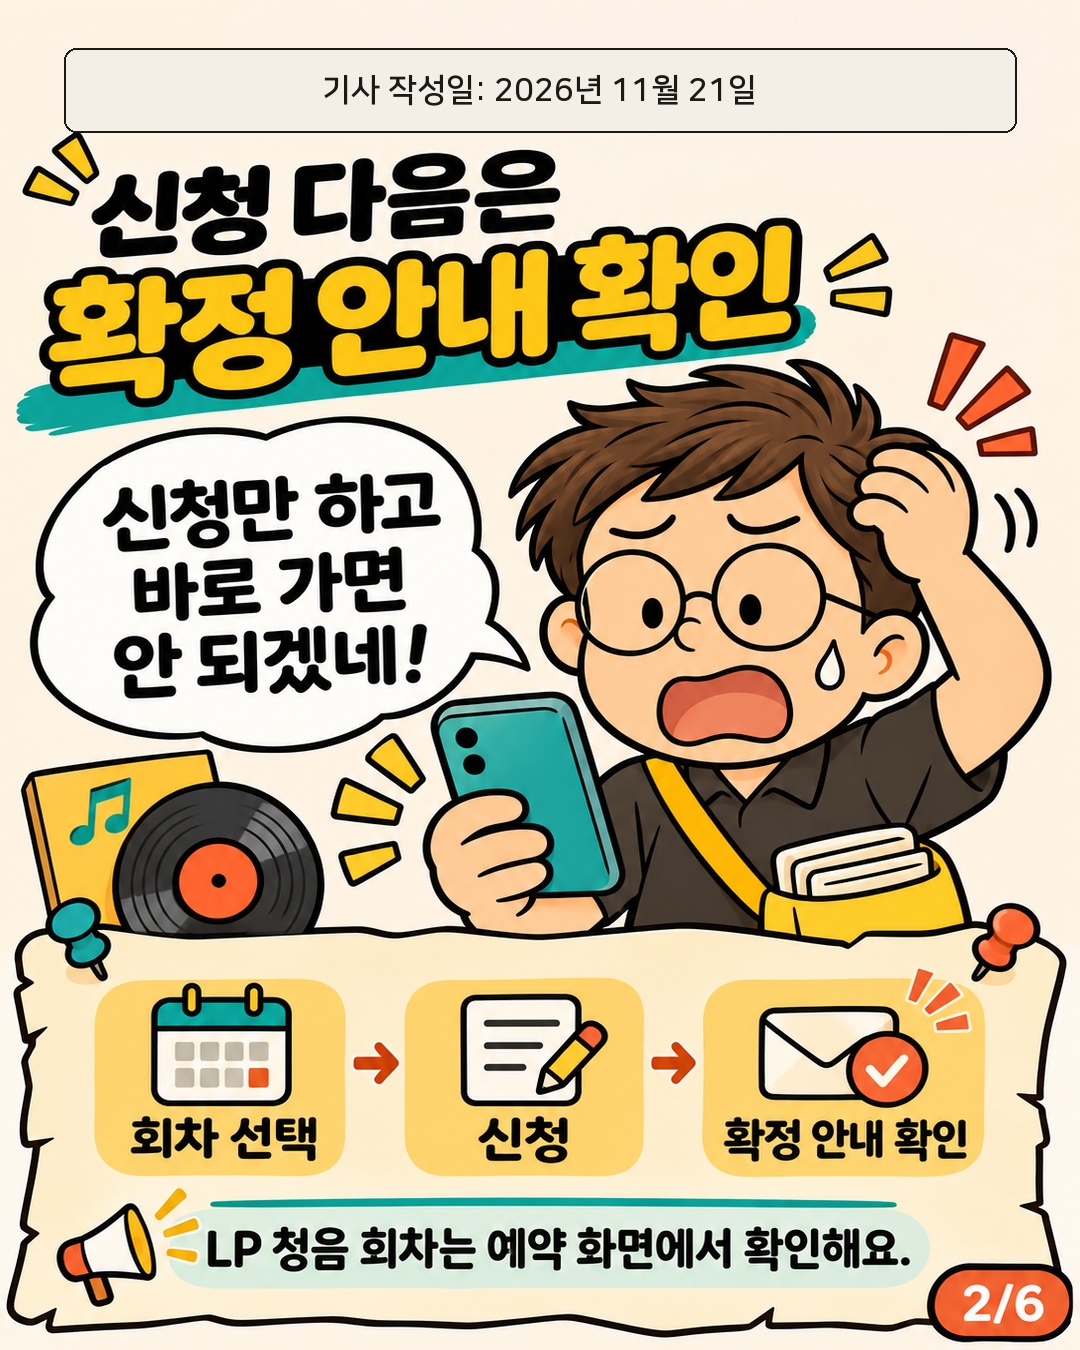 기사 작성일: 2026년 11월 21일
신청 다음은
확정 안내 확인
신청만 하고
바로 가면
안 되겠네!
회차 선택
신청
확정 안내 확인
LP 청음 회차는 예약 화면에서 확인해요.
2/6